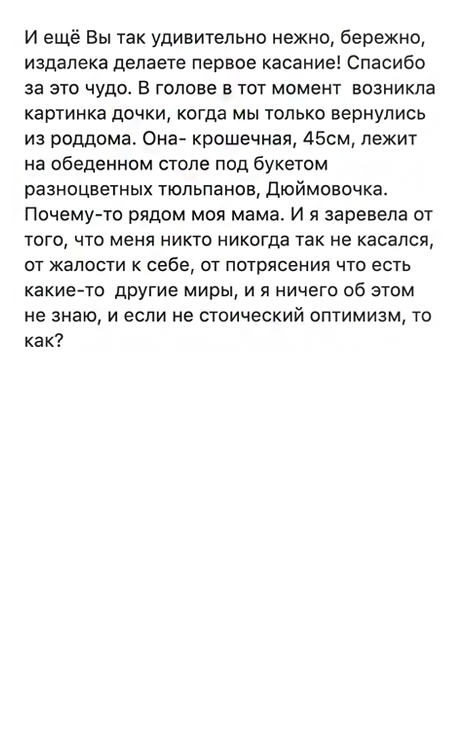 И ещё Вы так удивительно нежно, бережно,
издалека делаете первое касание! Спасибо
за это чудо. В голове в тот момент  возникла
картинка дочки, когда мы только вернулись
из роддома. Она- крошечная, 45см, лежит
на обеденном столе под букетом
разноцветных тюльпанов, Дюймовочка.
Почему-то рядом моя мама. И я заревела от
того, что меня никто никогда так не касался,
от жалости к себе, от потрясения что есть
какие-то  другие миры, и я ничего об этом
не знаю, и если не стоический оптимизм, то
как?